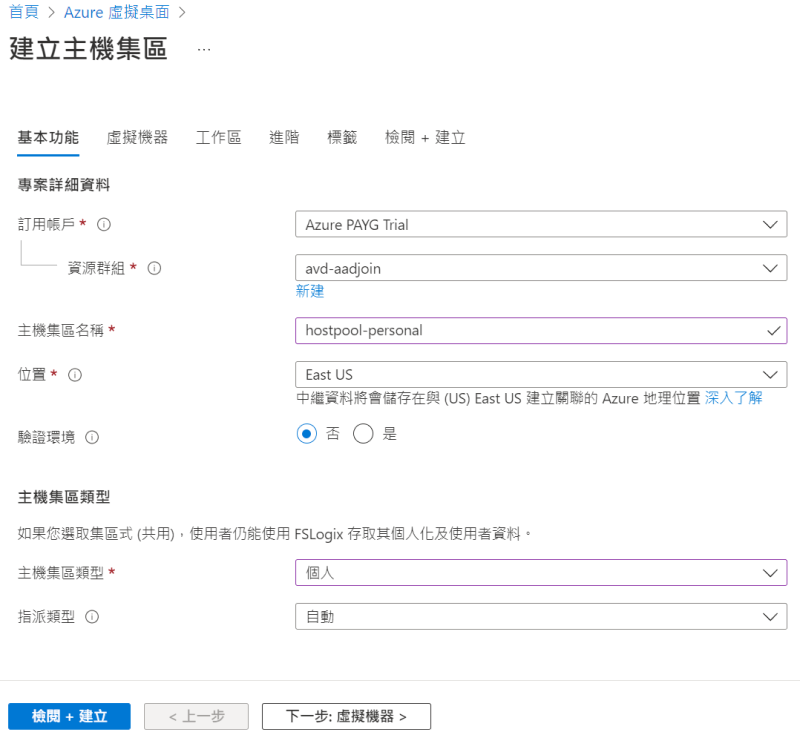 首頁 > Azure 虛擬桌面 >
建立主機集區 ...
基本功能 虛擬機器 工作區 進階 標籤 檢閱 + 建立
專案詳細資料
訂用帳戶 * Azure PAYG Trial
資源群組 * avd-aadjoin
新建
主機集區名稱 * hostpool-personal
位置 * East US
中繼資料將會儲存在與 (US) East US 建立關聯的 Azure 地理位置 深入了解
驗證環境 否 是
主機集區類型
如果您選取集區式 (共用),使用者仍能使用 FSLogix 存取其個人化及使用者資料。
主機集區類型 * 個人
指派類型 自動
檢閱 + 建立 < 上一步 下一步: 虛擬機器 >